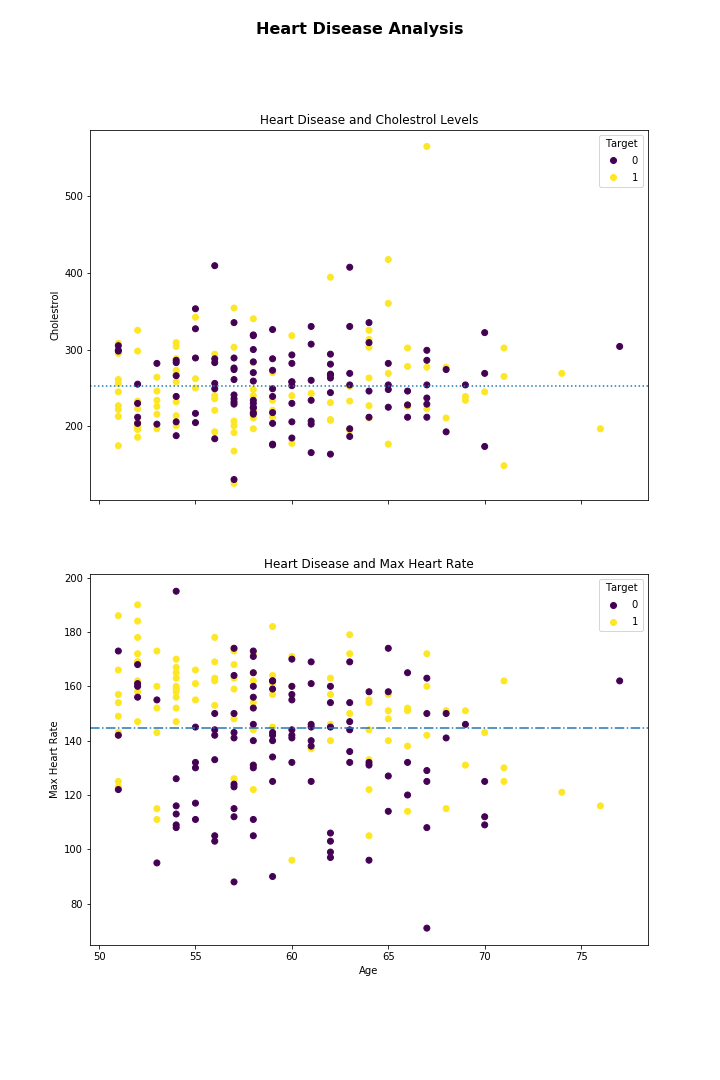 Heart Disease Analysis
Heart Disease and Cholestrol Levels
Target
0
1
500
400
300
200
Cholestrol
Heart Disease and Max Heart Rate
Target
0
1
200
180
160
140
120
100
80
Max Heart Rate
50 55 60 65 70 75
Age